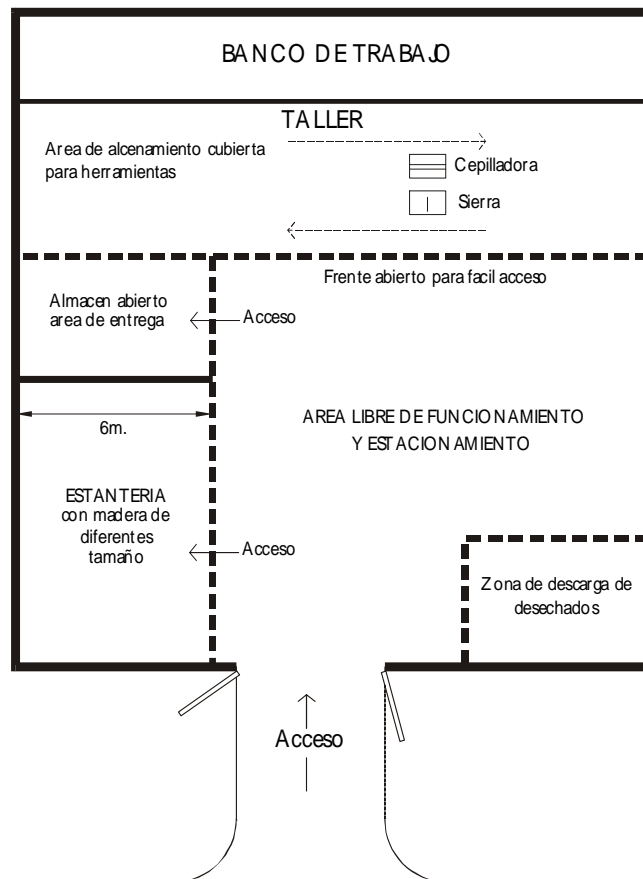 BANCO DE TRABAJO
TALLER
Area de alcenamiento cubierta
para herramientas
Cepilladora
Sierra
Frente abierto para facil acceso
Almacen abierto
area de entrega
Acceso
6m.
AREA LIBRE DE FUNCIONAMIENTO
Y ESTACIONAMIENTO
ESTANTERIA
con madera de
diferentes
tamaño
Acceso
Zona de descarga de
desechados
Acceso